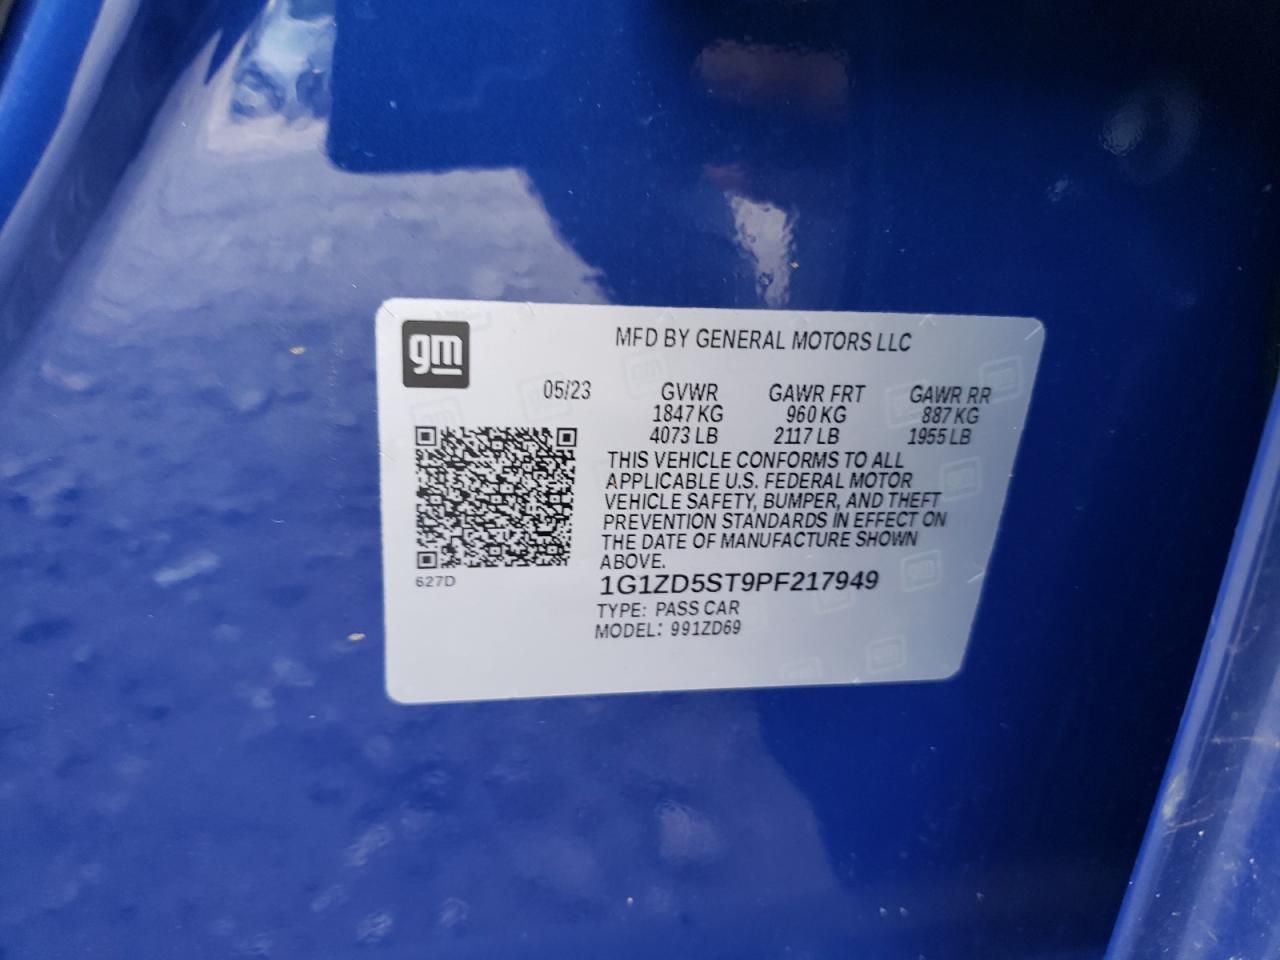 gm
MFD BY GENERAL MOTORS LLC
05/23 GVWR GAWR FRT GAWR RR
1847 KG 960 KG 887 KG
4073 LB 2117 LB 1955 LB
THIS VEHICLE CONFORMS TO ALL
APPLICABLE U.S. FEDERAL MOTOR
VEHICLE SAFETY, BUMPER, AND THEFT
PREVENTION STANDARDS IN EFFECT ON
THE DATE OF MANUFACTURE SHOWN
ABOVE.
627D
1G1ZD5ST9PF217949
TYPE: PASS CAR
MODEL: 991ZD69